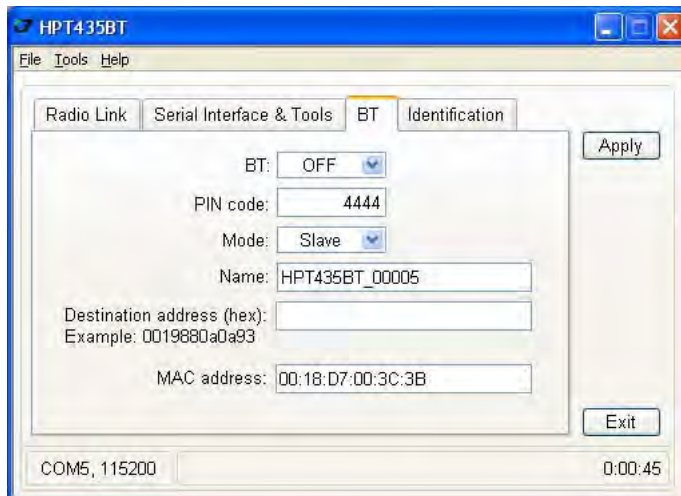 HPT435BT
File Tools Help
Radio Link Serial Interface & Tools BT Identification
Apply
BT: OFF
PIN code: 4444
Mode: Slave
Name: HPT435BT_00005
Destination address (hex):
Example: 0019880a0a93
MAC address: 00:18:D7:00:3C:3B
Exit
COM5, 115200 0:00:45